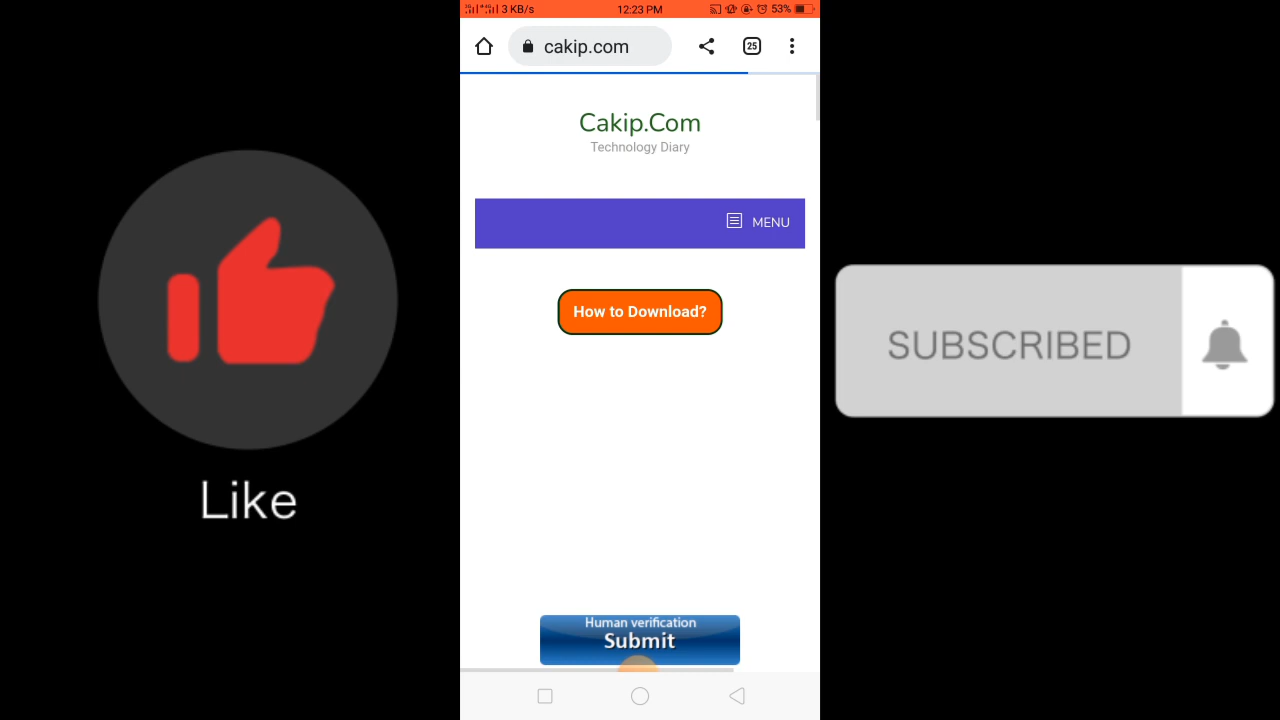 3 KB/s 12:23 PM 53%
cakip.com 25
Cakip.Com
Technology Diary
MENU
How to Download?
Like
SUBSCRIBED
Human verification
Submit